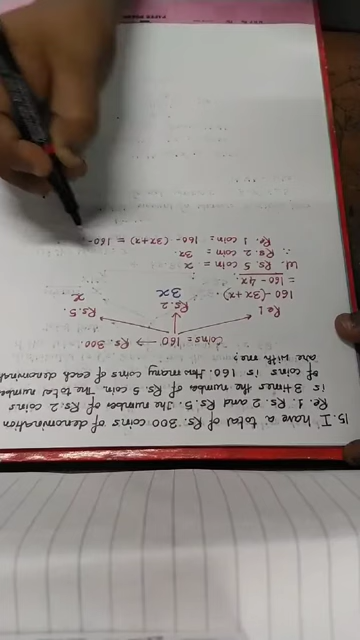 15. I have a total of Rs. 300 coins of denomination
Re. 1, Rs. 2 and Rs. 5. The number of Rs. 2 coins
is 3 times the number of Rs. 5 coin. The total number
of coins is 160. How many coins of each denominat
are with me?
Coins = 160 → Rs. 300.
Re 1 Rs. 2 Rs. 5.
160 - (3x + x). 3x x
= 160 - 4x
Rs. 5 coin = x
∴ Rs. 2 coin = 3x
Re. 1 coin = 160 - (3x + x) = 160 -